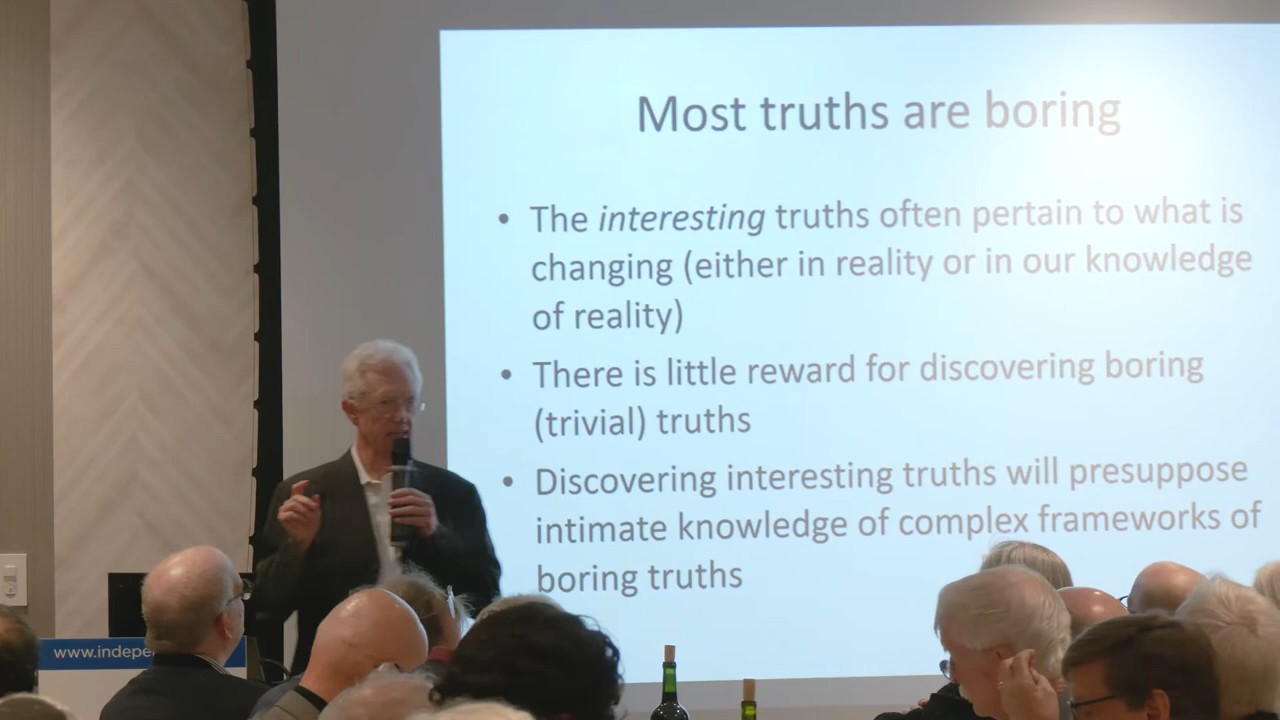 Most truths are boring
• The interesting truths often pertain to what is
changing (either in reality or in our knowledge
of reality)
• There is little reward for discovering boring
(trivial) truths
• Discovering interesting truths will presuppose
intimate knowledge of complex frameworks of
boring truths
www.indepe